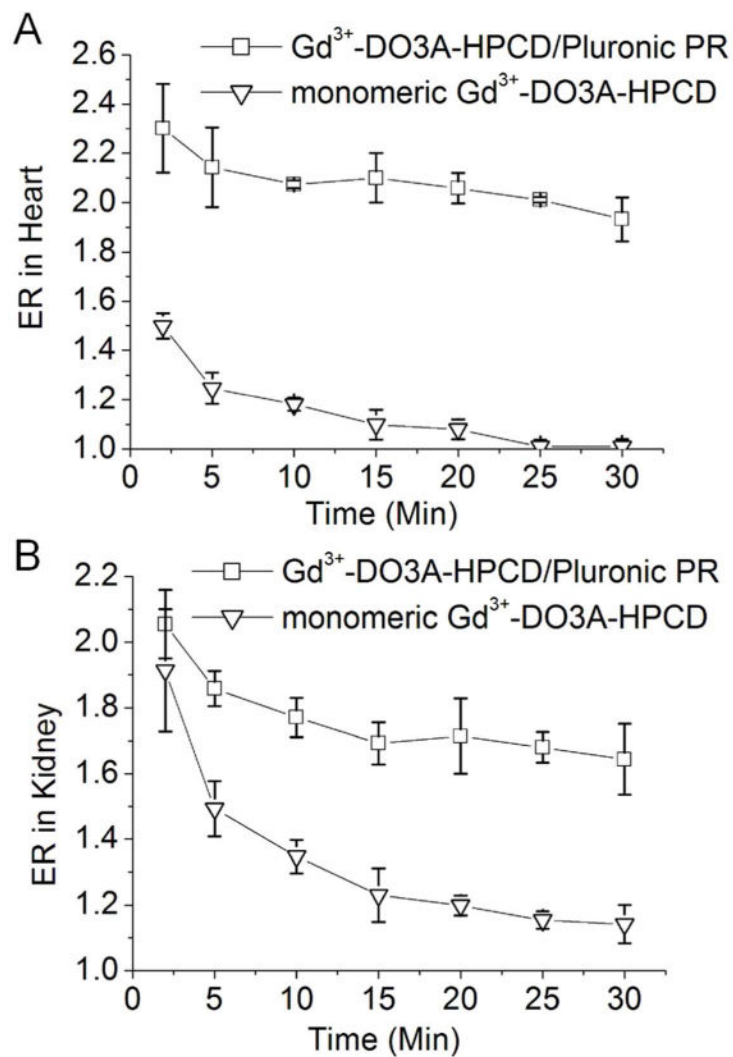 A
Gd³⁺-DO3A-HPCD/Pluronic PR
monomeric Gd³⁺-DO3A-HPCD
ER in Heart
2.6
2.4
2.2
2.0
1.8
1.6
1.4
1.2
1.0
0 5 10 15 20 25 30
Time (Min)
B
Gd³⁺-DO3A-HPCD/Pluronic PR
monomeric Gd³⁺-DO3A-HPCD
ER in Kidney
2.2
2.0
1.8
1.6
1.4
1.2
1.0
0 5 10 15 20 25 30
Time (Min)